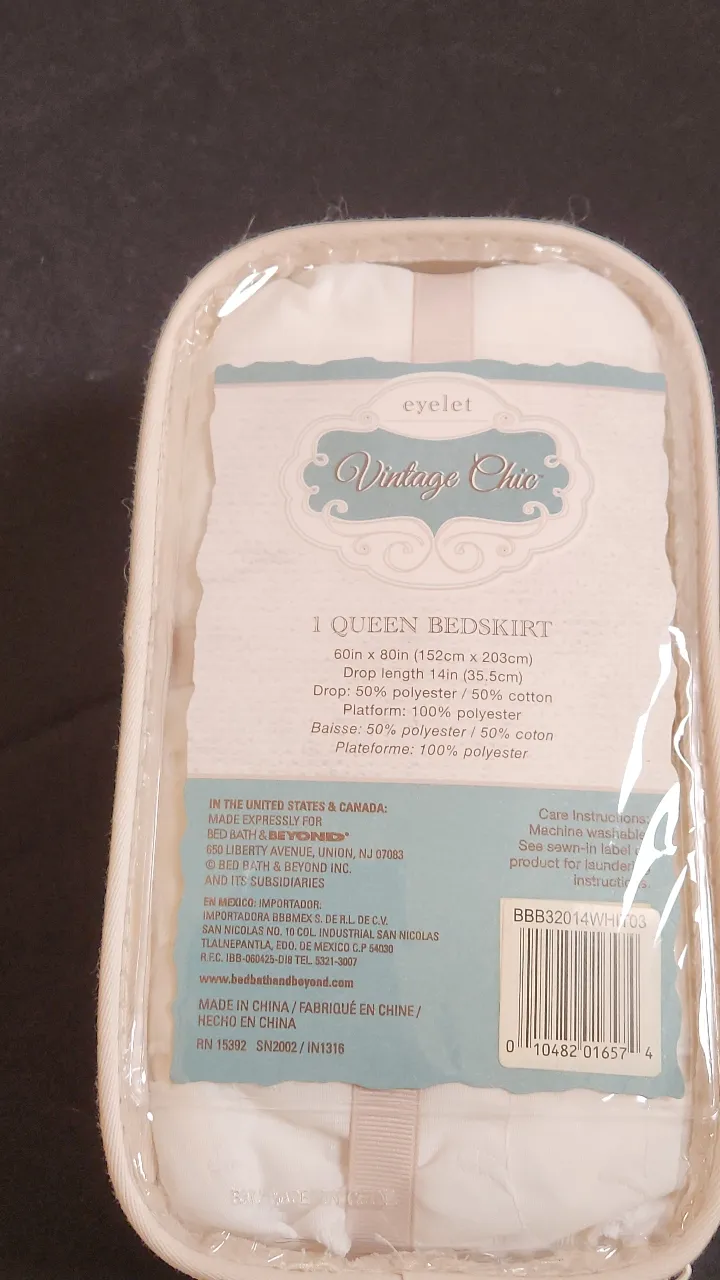 eyelet
Vintage Chic™
1 QUEEN BEDSKIRT
60in x 80in (152cm x 203cm)
Drop length 14in (35.5cm)
Drop: 50% polyester / 50% cotton
Platform: 100% polyester
Baisse: 50% polyester / 50% coton
Plateforme: 100% polyester
IN THE UNITED STATES & CANADA:
MADE EXPRESSLY FOR
BED BATH & BEYOND®
650 LIBERTY AVENUE, UNION, NJ 07083
© BED BATH & BEYOND INC.
AND ITS SUBSIDIARIES
EN MEXICO: IMPORTADOR:
IMPORTADORA BBBMEX S. DE R.L. DE C.V.
SAN NICOLAS NO. 10 COL. INDUSTRIAL SAN NICOLAS
TLALNEPANTLA, EDO. DE MEXICO C.P 54030
R.F.C. IBB-060425-DI8 TEL. 5321-3007
www.bedbathandbeyond.com
MADE IN CHINA / FABRIQUÉ EN CHINE /
HECHO EN CHINA
RN 15392 SN2002 / IN1316
Care Instructions:
Machine washable
See sewn-in label
product for
instructions.
BBB32014WHIT03
0 10482 01657 4